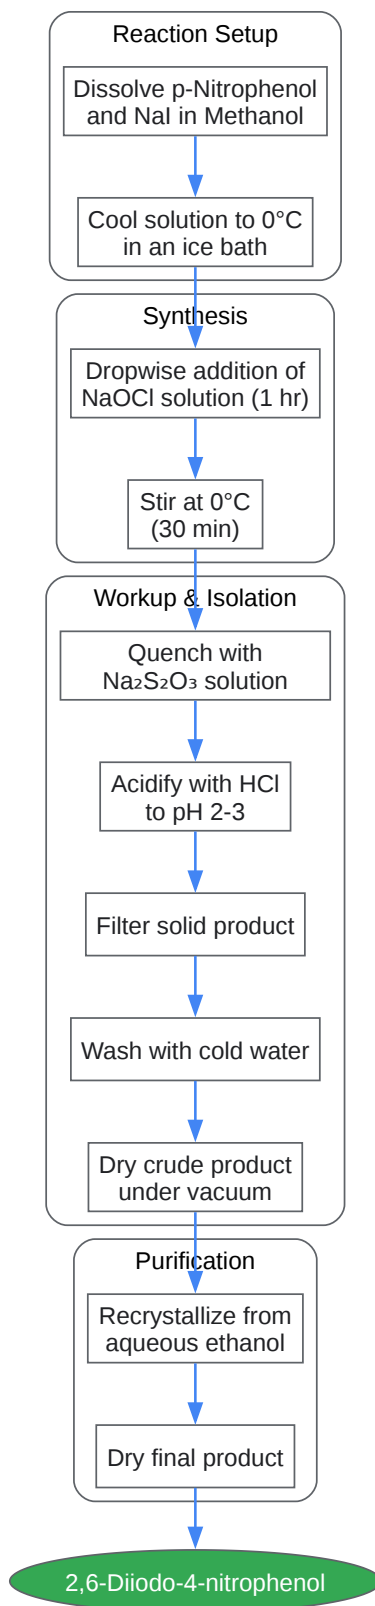 Reaction Setup
Dissolve p-Nitrophenol
and NaI in Methanol
Cool solution to 0°C
in an ice bath
Synthesis
Dropwise addition of
NaOCl solution (1 hr)
Stir at 0°C
(30 min)
Workup & Isolation
Quench with
Na₂S₂O₃ solution
Acidify with HCl
to pH 2-3
Filter solid product
Wash with cold water
Dry crude product
under vacuum
Purification
Recrystallize from
aqueous ethanol
Dry final product
2,6-Diiodo-4-nitrophenol